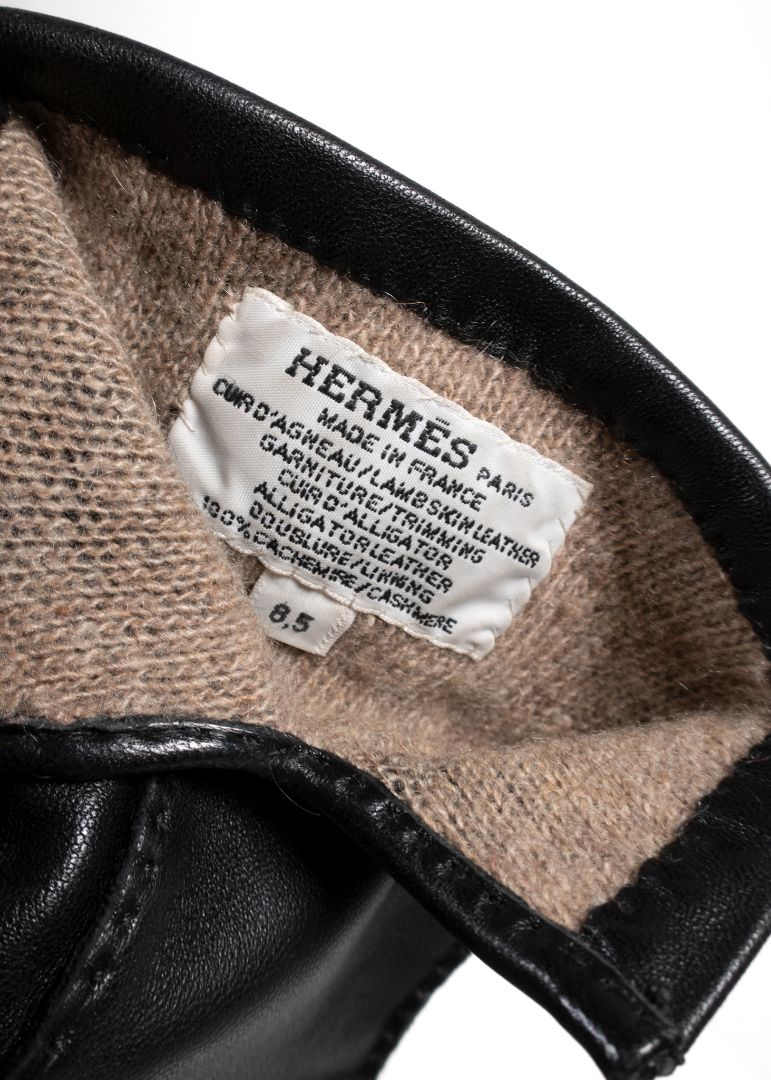 HERMÈS PARIS
MADE IN FRANCE
CUIR D'AGNEAU/LAMBSKIN LEATHER
GARNITURE/TRIMMING
CUIR D'ALLIGATOR
ALLIGATOR LEATHER
DOUBLURE/LINNING
100% CACHEMIRE/CASHMERE
8,5